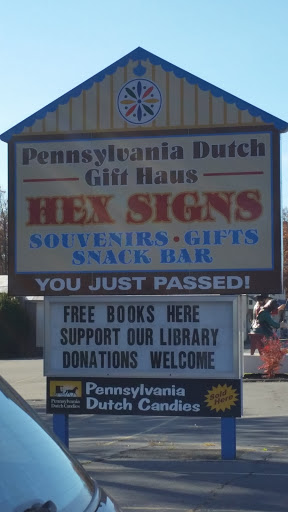 Pennsylvania Dutch
Gift Haus
HEX SIGNS
SOUVENIRS • GIFTS
SNACK BAR
YOU JUST PASSED!
FREE BOOKS HERE
SUPPORT OUR LIBRARY
DONATIONS WELCOME
Pennsylvania
Dutch Candies
Sold Here
Pennsylvania
Dutch Candies